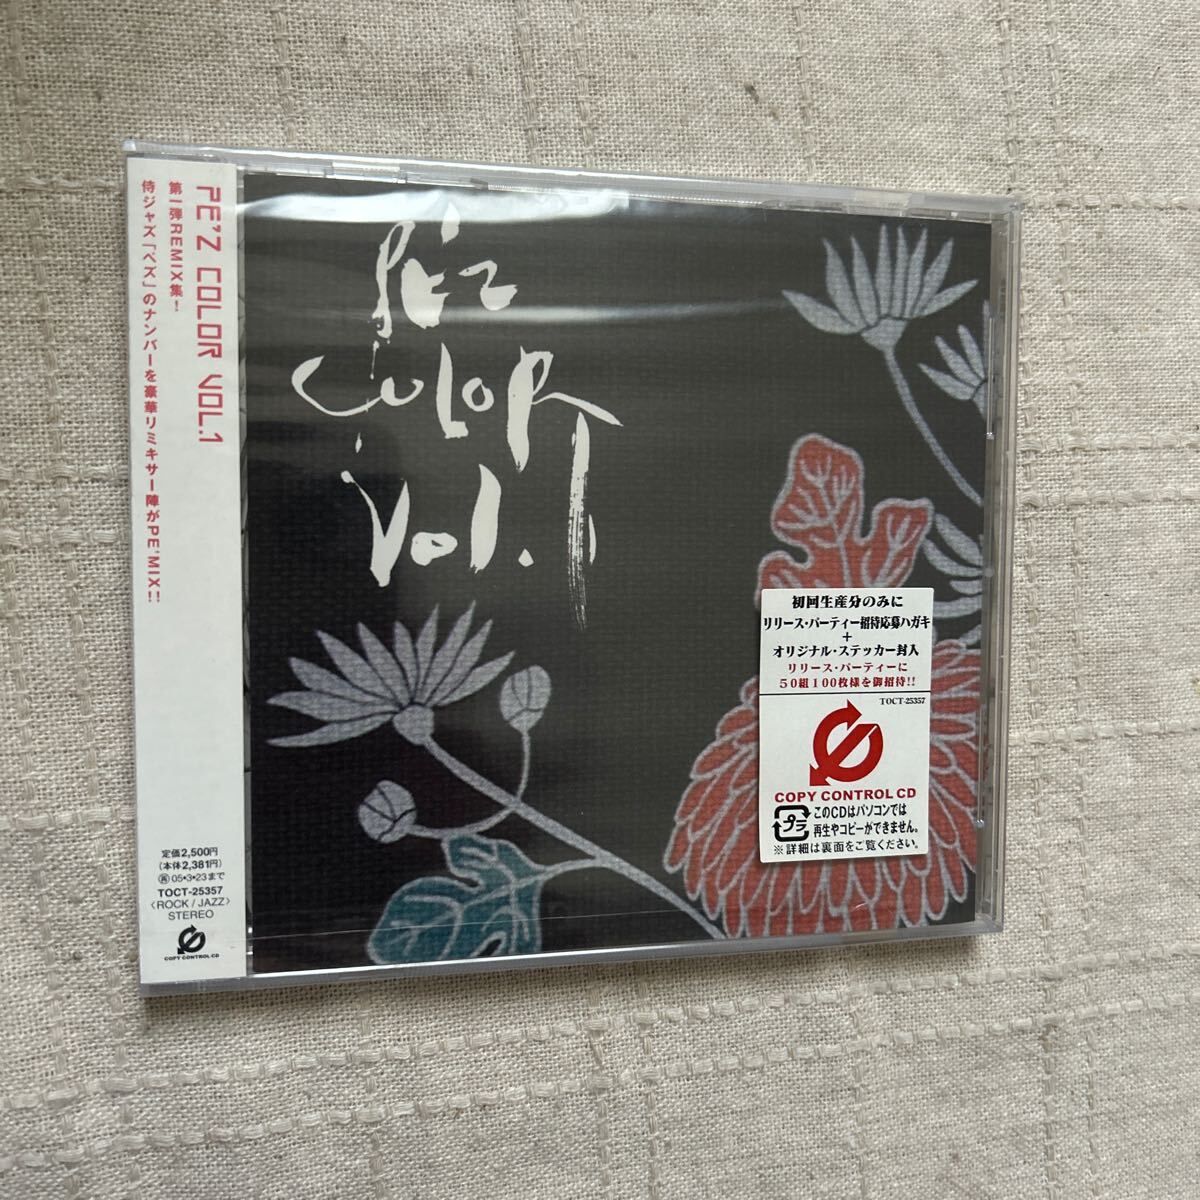 PE'Z COLOR VOL.1
第一弾REMIX集!
侍ジャズ「ペズ」のナンバーを豪華リミキサー陣がPE'MIX!!
定価2,500円
(本体2,381円)
再05・3・23まで
TOCT-25357
〈ROCK / JAZZ〉
STEREO
COPY CONTROL CD
PE'Z
COLOR
Vol.1
初回生産分のみに
リリース・パーティー招待応募ハガキ
+
オリジナル・ステッカー封入
リリース・パーティーに
50組100枚様を御招待!!
TOCT-25357
COPY CONTROL CD
プラ
このCDはパソコンでは
再生やコピーができません。
※詳細は裏面をご覧ください。